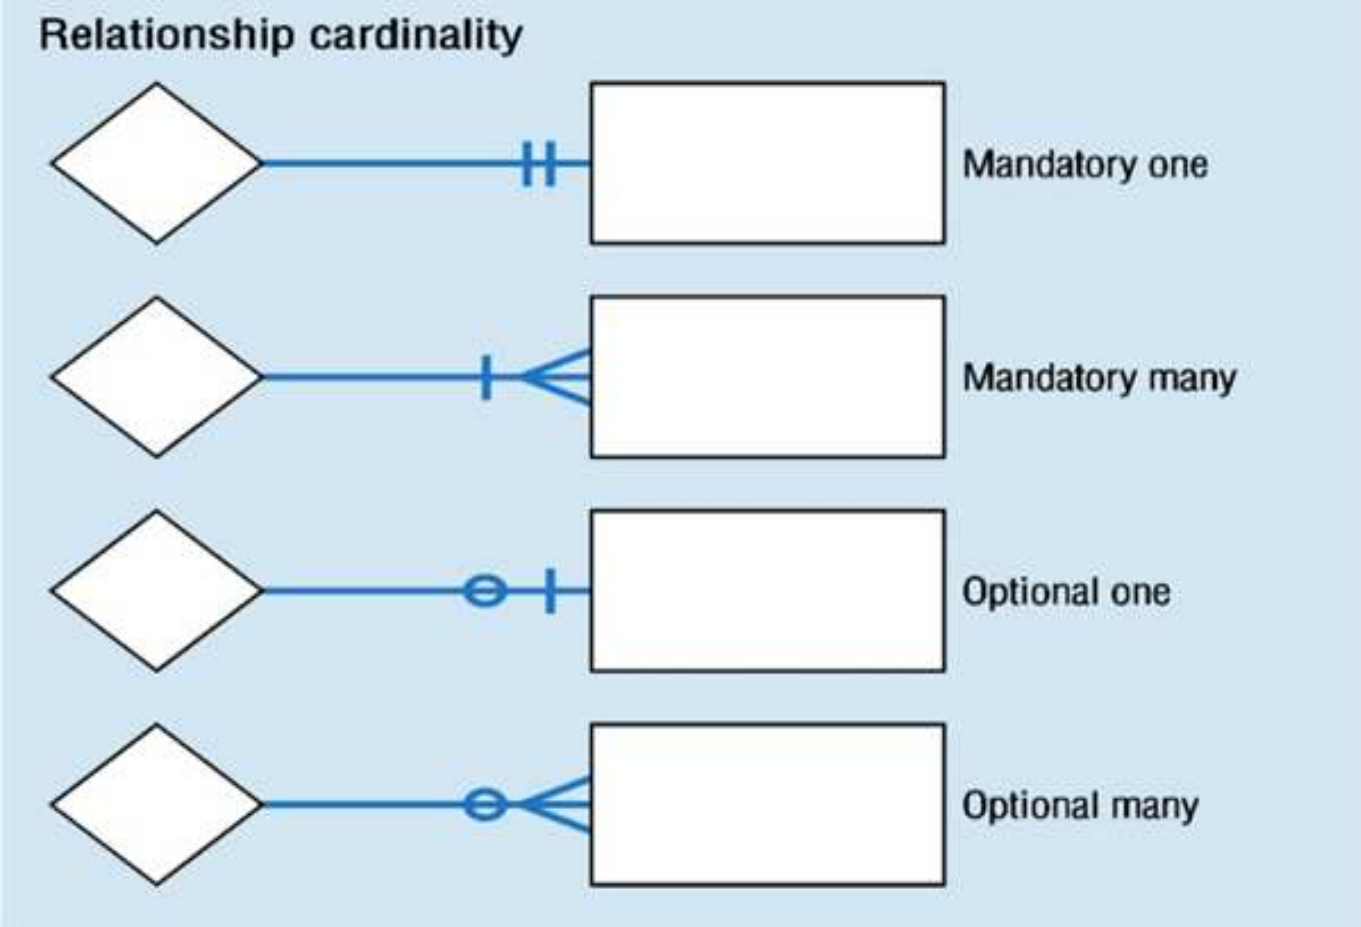 Relationship cardinality
Mandatory one
Mandatory many
Optional one
Optional many